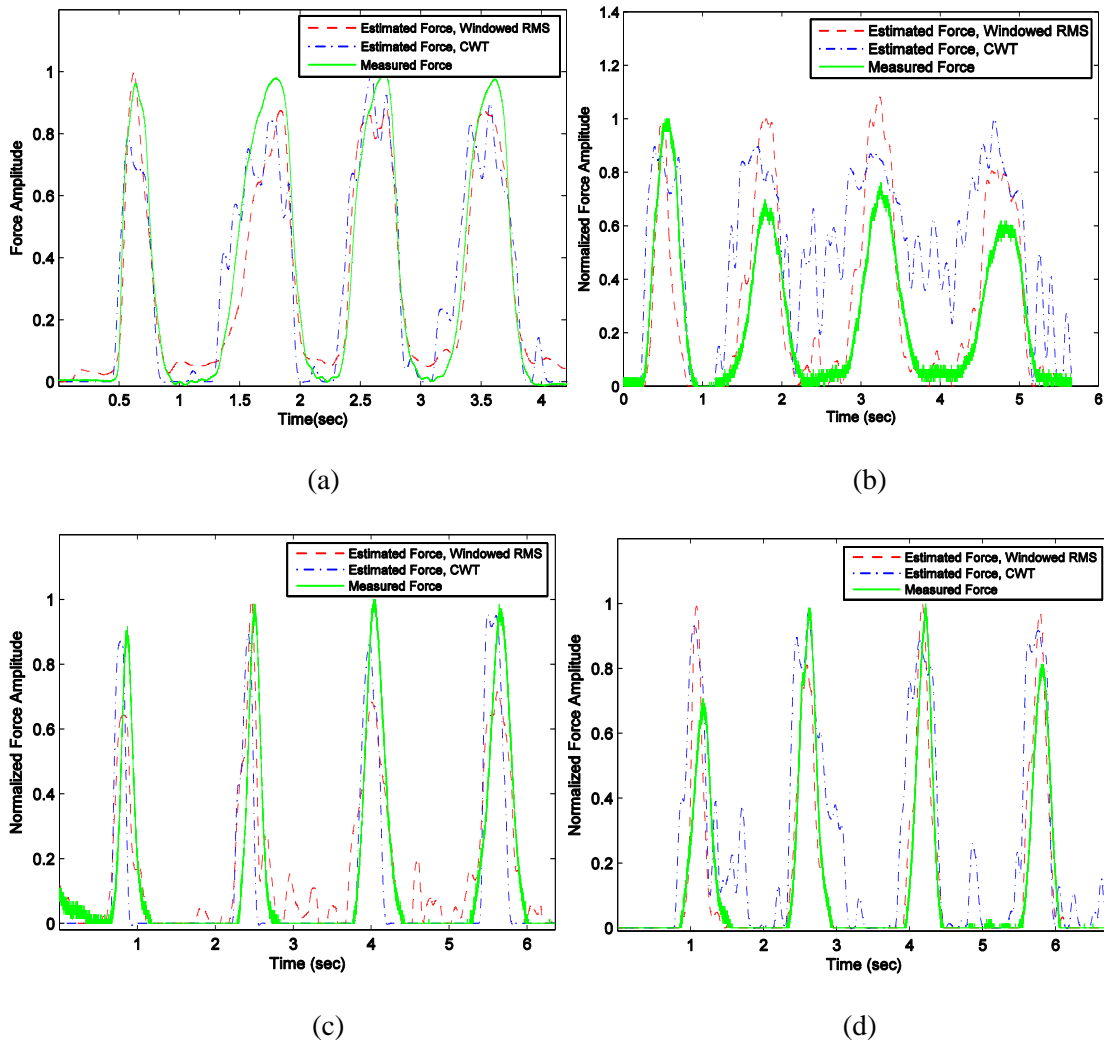 Estimated Force, Windowed RMS
Estimated Force, CWT
Measured Force
Force Amplitude
1
0.8
0.6
0.4
0.2
0
0.5 1 1.5 2 2.5 3 3.5 4
Time(sec)
(a)
Estimated Force, Windowed RMS
Estimated Force, CWT
Measured Force
Normalized Force Amplitude
1.4
1.2
1.0
0.8
0.6
0.4
0.2
0
0 1 2 3 4 5 6
Time (sec)
(b)
Estimated Force, Windowed RMS
Estimated Force, CWT
Measured Force
Normalized Force Amplitude
1
0.8
0.6
0.4
0.2
0
1 2 3 4 5 6
Time (sec)
(c)
Estimated Force, Windowed RMS
Estimated Force, CWT
Measured Force
Normalized Force Amplitude
1
0.8
0.6
0.4
0.2
0
1 2 3 4 5 6
Time (sec)
(d)